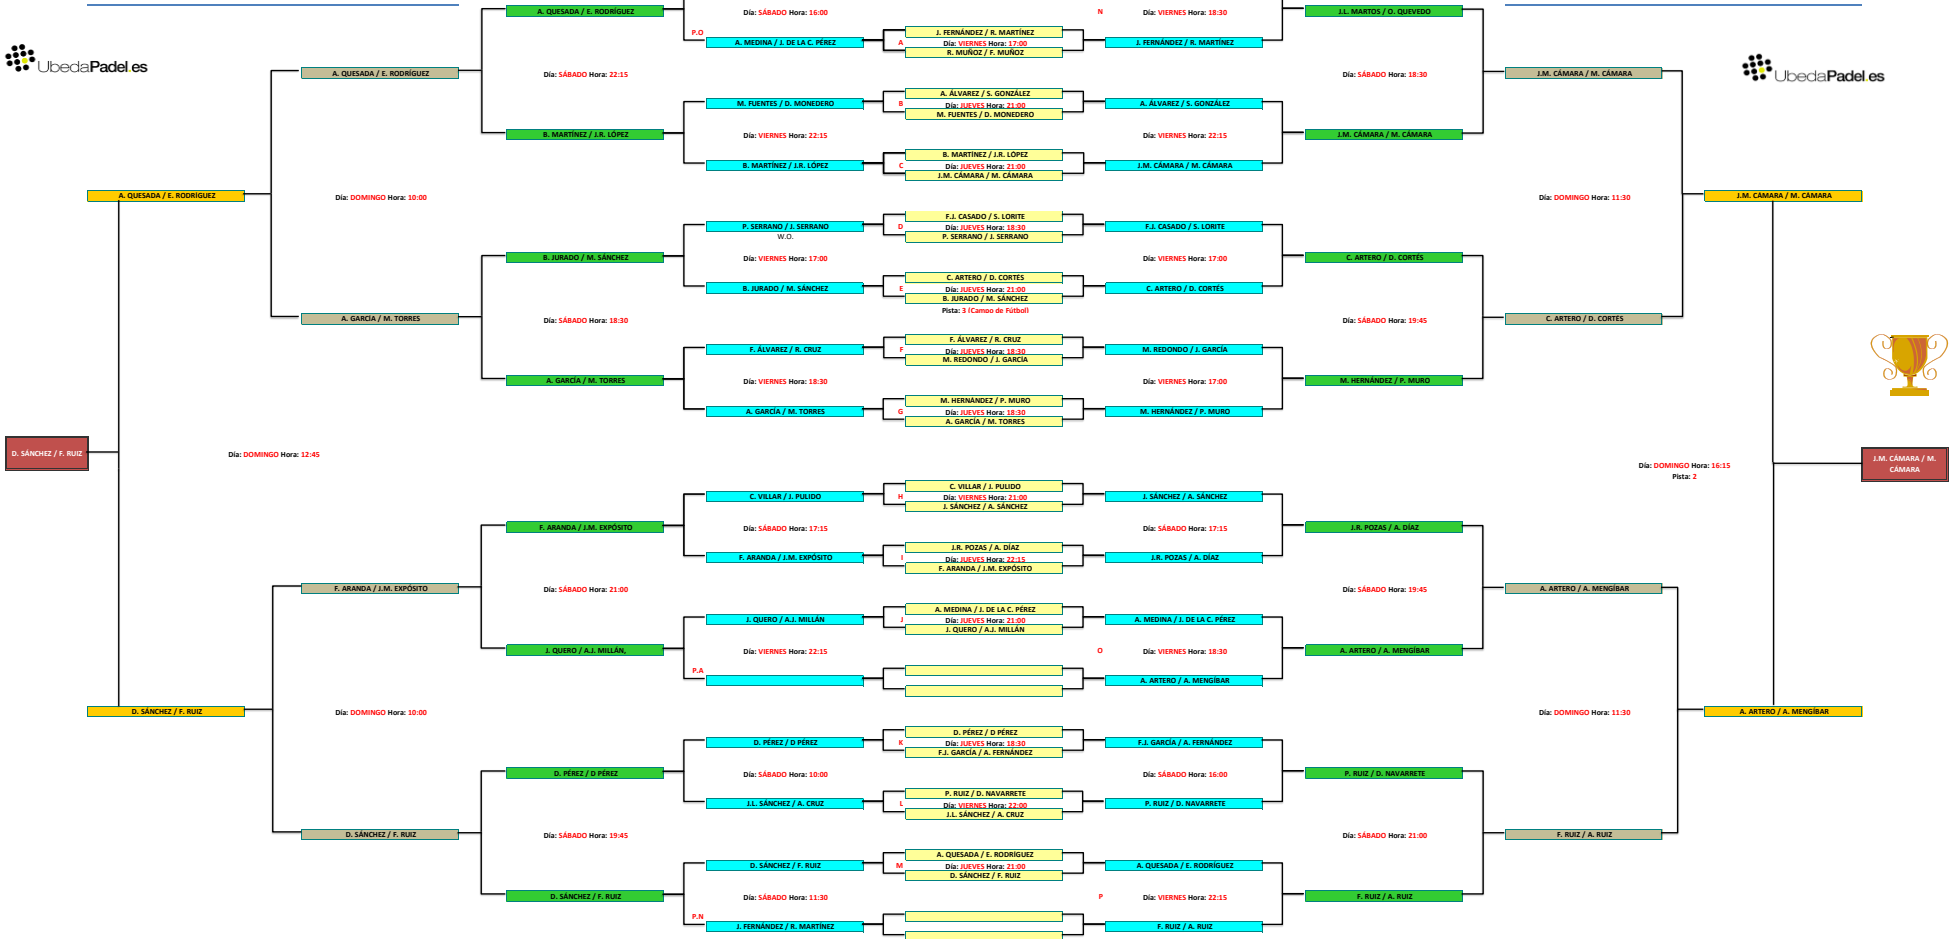 A. QUESADA / E. RODRÍGUEZ
Día: SÁBADO Hora: 16:00
N
Día: VIERNES Hora: 18:30
J.L. MARTOS / O. QUEVEDO
P.O
A. MEDINA / J. DE LA C. PÉREZ
A
J. FERNÁNDEZ / R. MARTÍNEZ
Día: VIERNES Hora: 17:00
R. MUÑOZ / F. MUÑOZ
J. FERNÁNDEZ / R. MARTÍNEZ
UbedaPadel.es
UbedaPadel.es
A. QUESADA / E. RODRÍGUEZ
Día: SÁBADO Hora: 22:15
Día: SÁBADO Hora: 18:30
J.M. CÁMARA / M. CÁMARA
M. FUENTES / D. MONEDERO
B
A. ÁLVAREZ / S. GONZÁLEZ
Día: JUEVES Hora: 21:00
M. FUENTES / D. MONEDERO
A. ÁLVAREZ / S. GONZÁLEZ
B. MARTÍNEZ / J.R. LÓPEZ
Día: VIERNES Hora: 22:15
Día: VIERNES Hora: 22:15
J.M. CÁMARA / M. CÁMARA
B. MARTÍNEZ / J.R. LÓPEZ
C
B. MARTÍNEZ / J.R. LÓPEZ
Día: JUEVES Hora: 21:00
J.M. CÁMARA / M. CÁMARA
J.M. CÁMARA / M. CÁMARA
A. QUESADA / E. RODRÍGUEZ
Día: DOMINGO Hora: 10:00
Día: DOMINGO Hora: 11:30
J.M. CÁMARA / M. CÁMARA
P. SERRANO / J. SERRANO
W.O.
D
F.J. CASADO / S. LORITE
Día: JUEVES Hora: 18:30
P. SERRANO / J. SERRANO
F.J. CASADO / S. LORITE
B. JURADO / M. SÁNCHEZ
Día: VIERNES Hora: 17:00
Día: VIERNES Hora: 17:00
C. ARTERO / D. CORTÉS
B. JURADO / M. SÁNCHEZ
E
C. ARTERO / D. CORTÉS
Día: JUEVES Hora: 21:00
B. JURADO / M. SÁNCHEZ
Pista: 3 (Campo de Fútbol)
C. ARTERO / D. CORTÉS
A. GARCÍA / M. TORRES
Día: SÁBADO Hora: 18:30
Día: SÁBADO Hora: 19:45
C. ARTERO / D. CORTÉS
F. ÁLVAREZ / R. CRUZ
F
F. ÁLVAREZ / R. CRUZ
Día: JUEVES Hora: 18:30
M. REDONDO / J. GARCÍA
M. REDONDO / J. GARCÍA
A. GARCÍA / M. TORRES
Día: VIERNES Hora: 18:30
Día: VIERNES Hora: 17:00
M. HERNÁNDEZ / P. MURO
A. GARCÍA / M. TORRES
G
M. HERNÁNDEZ / P. MURO
Día: JUEVES Hora: 18:30
A. GARCÍA / M. TORRES
M. HERNÁNDEZ / P. MURO
D. SÁNCHEZ / F. RUIZ
Día: DOMINGO Hora: 12:45
Día: DOMINGO Hora: 16:15
Pista: 2
J.M. CÁMARA / M.
CÁMARA
C. VILLAR / J. PULIDO
H
C. VILLAR / J. PULIDO
Día: VIERNES Hora: 21:00
J. SÁNCHEZ / A. SÁNCHEZ
J. SÁNCHEZ / A. SÁNCHEZ
F. ARANDA / J.M. EXPÓSITO
Día: SÁBADO Hora: 17:15
Día: SÁBADO Hora: 17:15
J.R. POZAS / A. DÍAZ
F. ARANDA / J.M. EXPÓSITO
I
J.R. POZAS / A. DÍAZ
Día: JUEVES Hora: 22:15
F. ARANDA / J.M. EXPÓSITO
J.R. POZAS / A. DÍAZ
F. ARANDA / J.M. EXPÓSITO
Día: SÁBADO Hora: 21:00
Día: SÁBADO Hora: 19:45
A. ARTERO / A. MENGÍBAR
J. QUERO / A.J. MILLÁN
J
A. MEDINA / J. DE LA C. PÉREZ
Día: JUEVES Hora: 21:00
J. QUERO / A.J. MILLÁN
A. MEDINA / J. DE LA C. PÉREZ
J. QUERO / A.J. MILLÁN,
Día: VIERNES Hora: 22:15
O
Día: VIERNES Hora: 18:30
A. ARTERO / A. MENGÍBAR
P.A
A. ARTERO / A. MENGÍBAR
D. SÁNCHEZ / F. RUIZ
Día: DOMINGO Hora: 10:00
Día: DOMINGO Hora: 11:30
A. ARTERO / A. MENGÍBAR
D. PÉREZ / D PÉREZ
K
D. PÉREZ / D PÉREZ
Día: JUEVES Hora: 18:30
F.J. GARCÍA / A. FERNÁNDEZ
F.J. GARCÍA / A. FERNÁNDEZ
D. PÉREZ / D PÉREZ
Día: SÁBADO Hora: 10:00
Día: SÁBADO Hora: 16:00
P. RUIZ / D. NAVARRETE
J.L. SÁNCHEZ / A. CRUZ
L
P. RUIZ / D. NAVARRETE
Día: VIERNES Hora: 22:00
J.L. SÁNCHEZ / A. CRUZ
P. RUIZ / D. NAVARRETE
D. SÁNCHEZ / F. RUIZ
Día: SÁBADO Hora: 19:45
Día: SÁBADO Hora: 21:00
F. RUIZ / A. RUIZ
D. SÁNCHEZ / F. RUIZ
M
A. QUESADA / E. RODRÍGUEZ
Día: JUEVES Hora: 21:00
D. SÁNCHEZ / F. RUIZ
A. QUESADA / E. RODRÍGUEZ
D. SÁNCHEZ / F. RUIZ
Día: SÁBADO Hora: 11:30
P
Día: VIERNES Hora: 22:15
F. RUIZ / A. RUIZ
P.N
J. FERNÁNDEZ / R. MARTÍNEZ
F. RUIZ / A. RUIZ